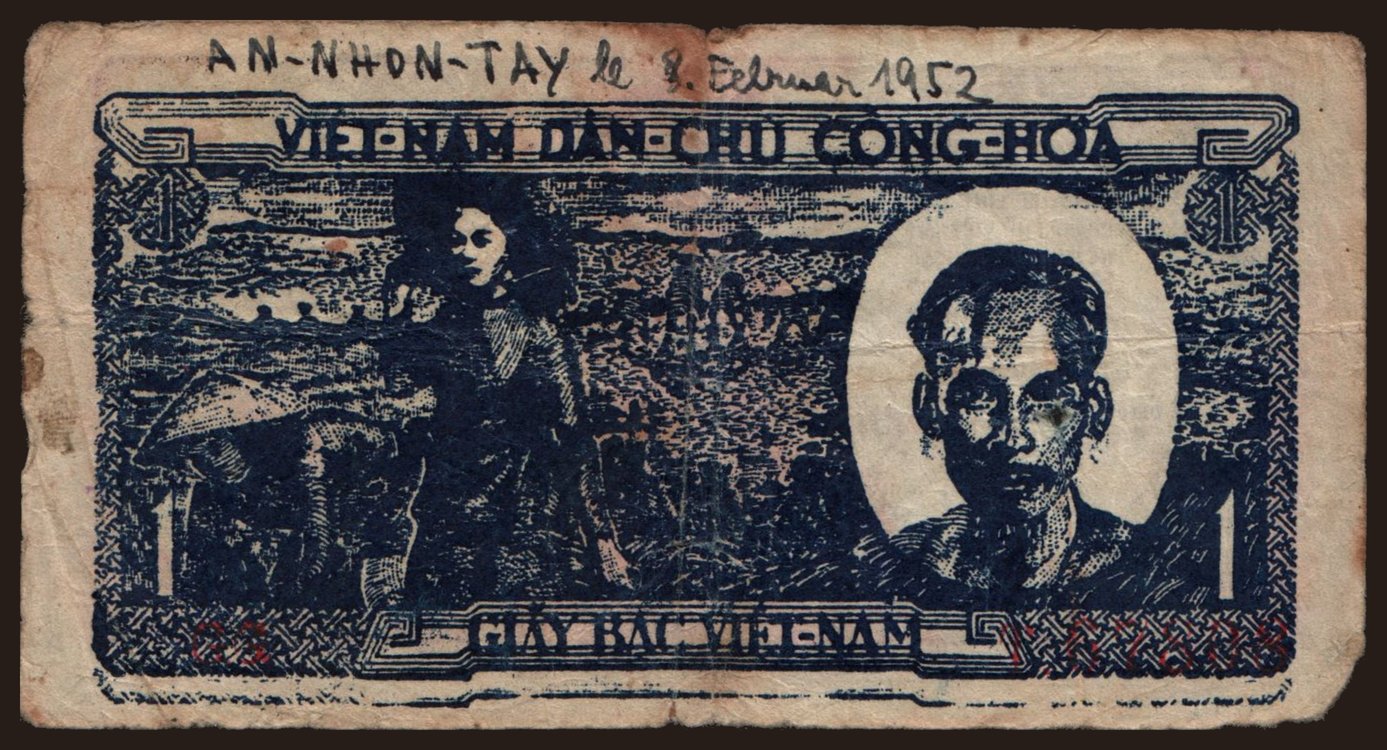 AN-NHON-TAY le 8. Februar 1952
VIỆT-NAM DÂN-CHỦ CỘNG-HÒA
1 1
1 1
GIẤY BẠC VIỆT-NAM